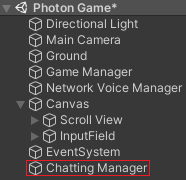 Photon Game*
Directional Light
Main Camera
Ground
Game Manager
Network Voice Manager
Canvas
Scroll View
InputField
EventSystem
Chatting Manager